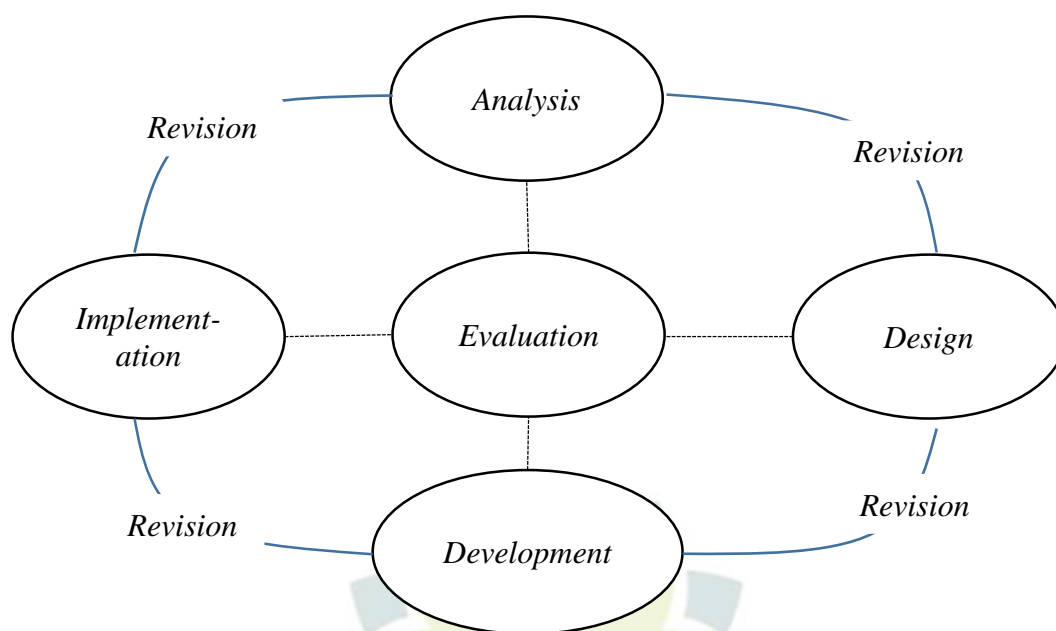 Analysis
Revision
Revision
Implement-
ation
Evaluation
Design
Revision
Revision
Development